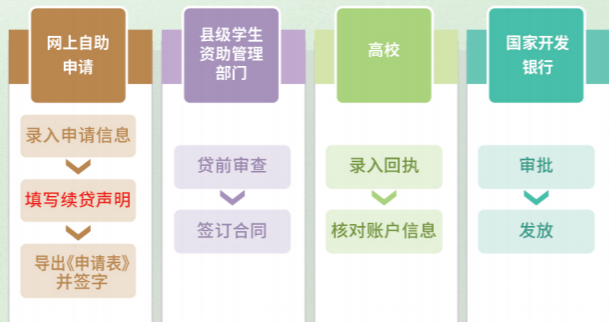 网上自助
申请
录入申请信息
填写续贷声明
导出《申请表》
并签字
县级学生
资助管理
部门
贷前审查
签订合同
高校
录入回执
核对账户信息
国家开发
银行
审批
发放